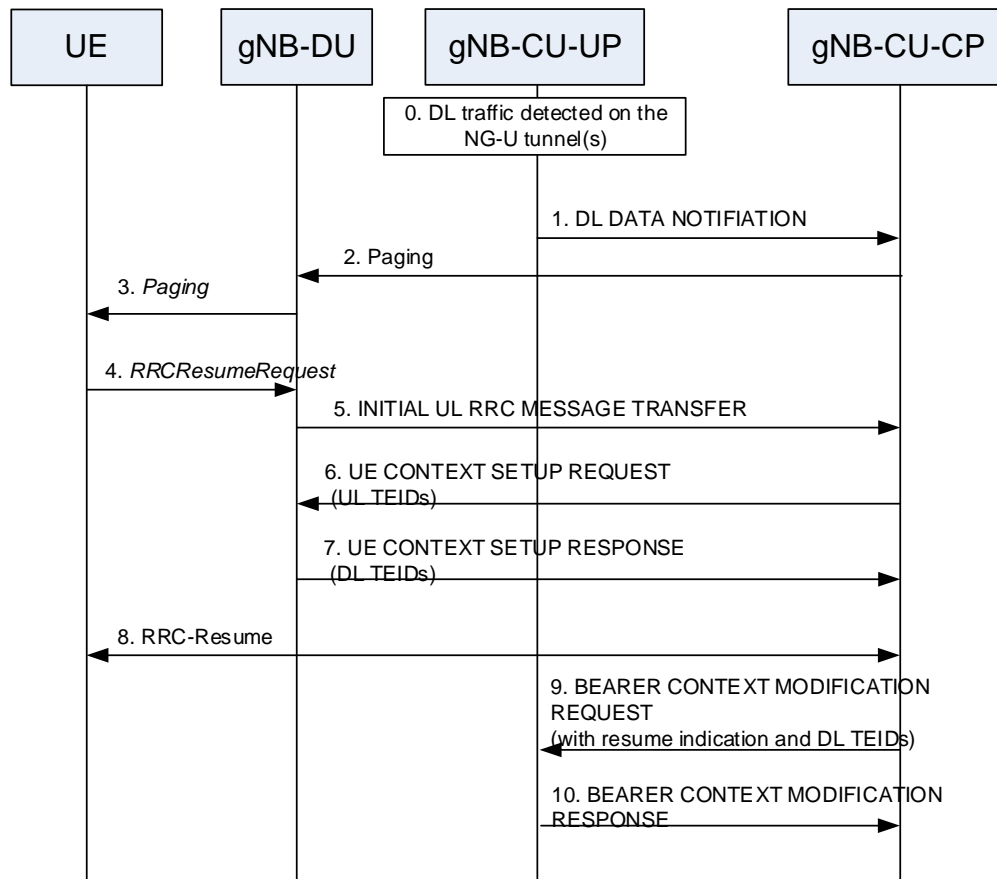 UE
gNB-DU
gNB-CU-UP
gNB-CU-CP
0. DL traffic detected on the
NG-U tunnel(s)
1. DL DATA NOTIFIATION
2. Paging
3. Paging
4. RRCResumeRequest
5. INITIAL UL RRC MESSAGE TRANSFER
6. UE CONTEXT SETUP REQUEST
(UL TEIDs)
7. UE CONTEXT SETUP RESPONSE
(DL TEIDs)
8. RRC-Resume
9. BEARER CONTEXT MODIFICATION
REQUEST
(with resume indication and DL TEIDs)
10. BEARER CONTEXT MODIFICATION
RESPONSE